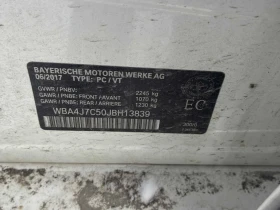 BAYERISCHE MOTOREN WERKE AG
06/2017 TYPE: PC / VT
GVWR / PNBV: 2240 kg
GAWR / PNBE: FRONT / AVANT: 1070 kg
GAWR / PNBE: REAR / ARRIERE: 1230 kg
WBA4J7C50JBH13839
EC